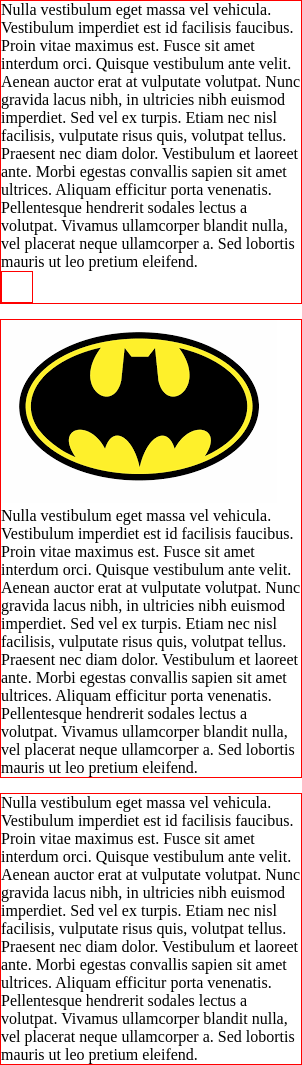 Nulla vestibulum eget massa vel vehicula.
Vestibulum imperdiet est id facilisis faucibus.
Proin vitae maximus est. Fusce sit amet
interdum orci. Quisque vestibulum ante velit.
Aenean auctor erat at vulputate volutpat. Nunc
gravida lacus nibh, in ultricies nibh euismod
imperdiet. Sed vel ex turpis. Etiam nec nisl
facilisis, vulputate risus quis, volutpat tellus.
Praesent nec diam dolor. Vestibulum et laoreet
ante. Morbi egestas convallis sapien sit amet
ultrices. Aliquam efficitur porta venenatis.
Pellentesque hendrerit sodales lectus a
volutpat. Vivamus ullamcorper blandit nulla,
vel placerat neque ullamcorper a. Sed lobortis
mauris ut leo pretium eleifend.
Nulla vestibulum eget massa vel vehicula.
Vestibulum imperdiet est id facilisis faucibus.
Proin vitae maximus est. Fusce sit amet
interdum orci. Quisque vestibulum ante velit.
Aenean auctor erat at vulputate volutpat. Nunc
gravida lacus nibh, in ultricies nibh euismod
imperdiet. Sed vel ex turpis. Etiam nec nisl
facilisis, vulputate risus quis, volutpat tellus.
Praesent nec diam dolor. Vestibulum et laoreet
ante. Morbi egestas convallis sapien sit amet
ultrices. Aliquam efficitur porta venenatis.
Pellentesque hendrerit sodales lectus a
volutpat. Vivamus ullamcorper blandit nulla,
vel placerat neque ullamcorper a. Sed lobortis
mauris ut leo pretium eleifend.
Nulla vestibulum eget massa vel vehicula.
Vestibulum imperdiet est id facilisis faucibus.
Proin vitae maximus est. Fusce sit amet
interdum orci. Quisque vestibulum ante velit.
Aenean auctor erat at vulputate volutpat. Nunc
gravida lacus nibh, in ultricies nibh euismod
imperdiet. Sed vel ex turpis. Etiam nec nisl
facilisis, vulputate risus quis, volutpat tellus.
Praesent nec diam dolor. Vestibulum et laoreet
ante. Morbi egestas convallis sapien sit amet
ultrices. Aliquam efficitur porta venenatis.
Pellentesque hendrerit sodales lectus a
volutpat. Vivamus ullamcorper blandit nulla,
vel placerat neque ullamcorper a. Sed lobortis
mauris ut leo pretium eleifend.